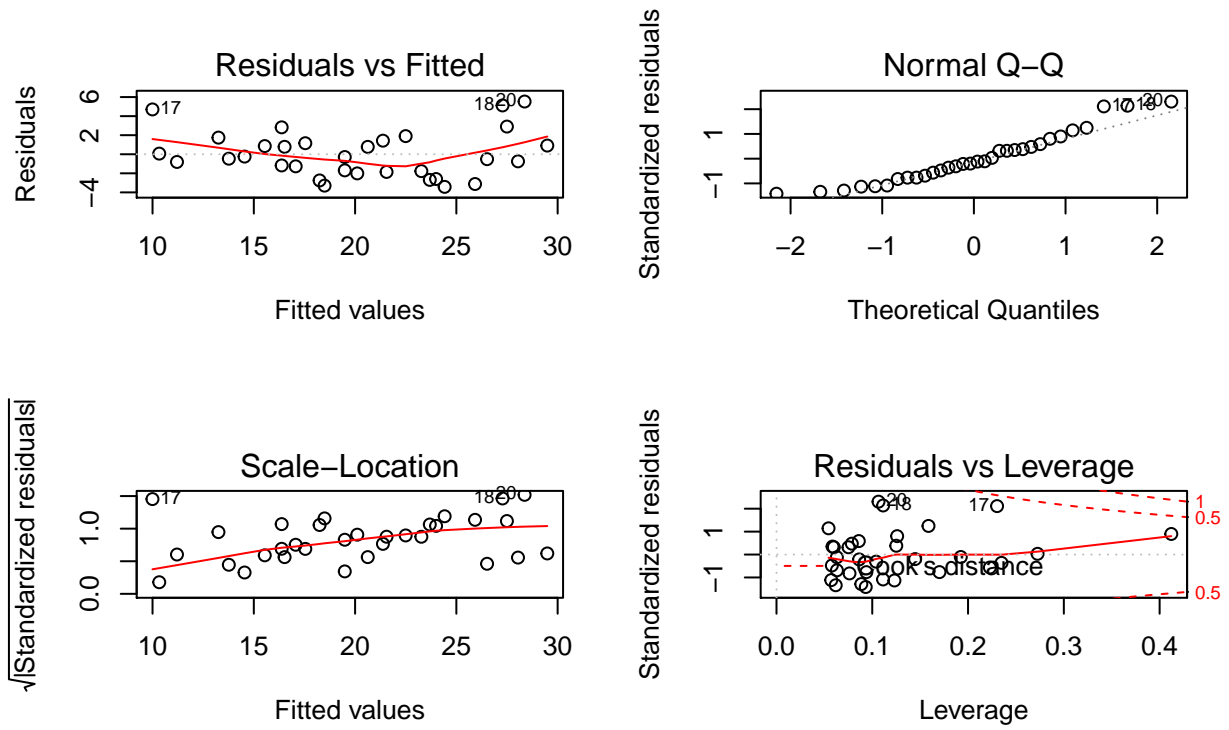 Residuals vs Fitted
Residuals
−4 2 6
17
18
20
10 15 20 25 30
Fitted values
Normal Q−Q
Standardized residuals
−1 1
17
18
20
−2 −1 0 1 2
Theoretical Quantiles
Scale−Location
√|Standardized residuals|
0.0 1.0
17
18
20
10 15 20 25 30
Fitted values
Residuals vs Leverage
Standardized residuals
−1 1
20
18
17
1
0.5
0.5
Cook's distance
0.0 0.1 0.2 0.3 0.4
Leverage